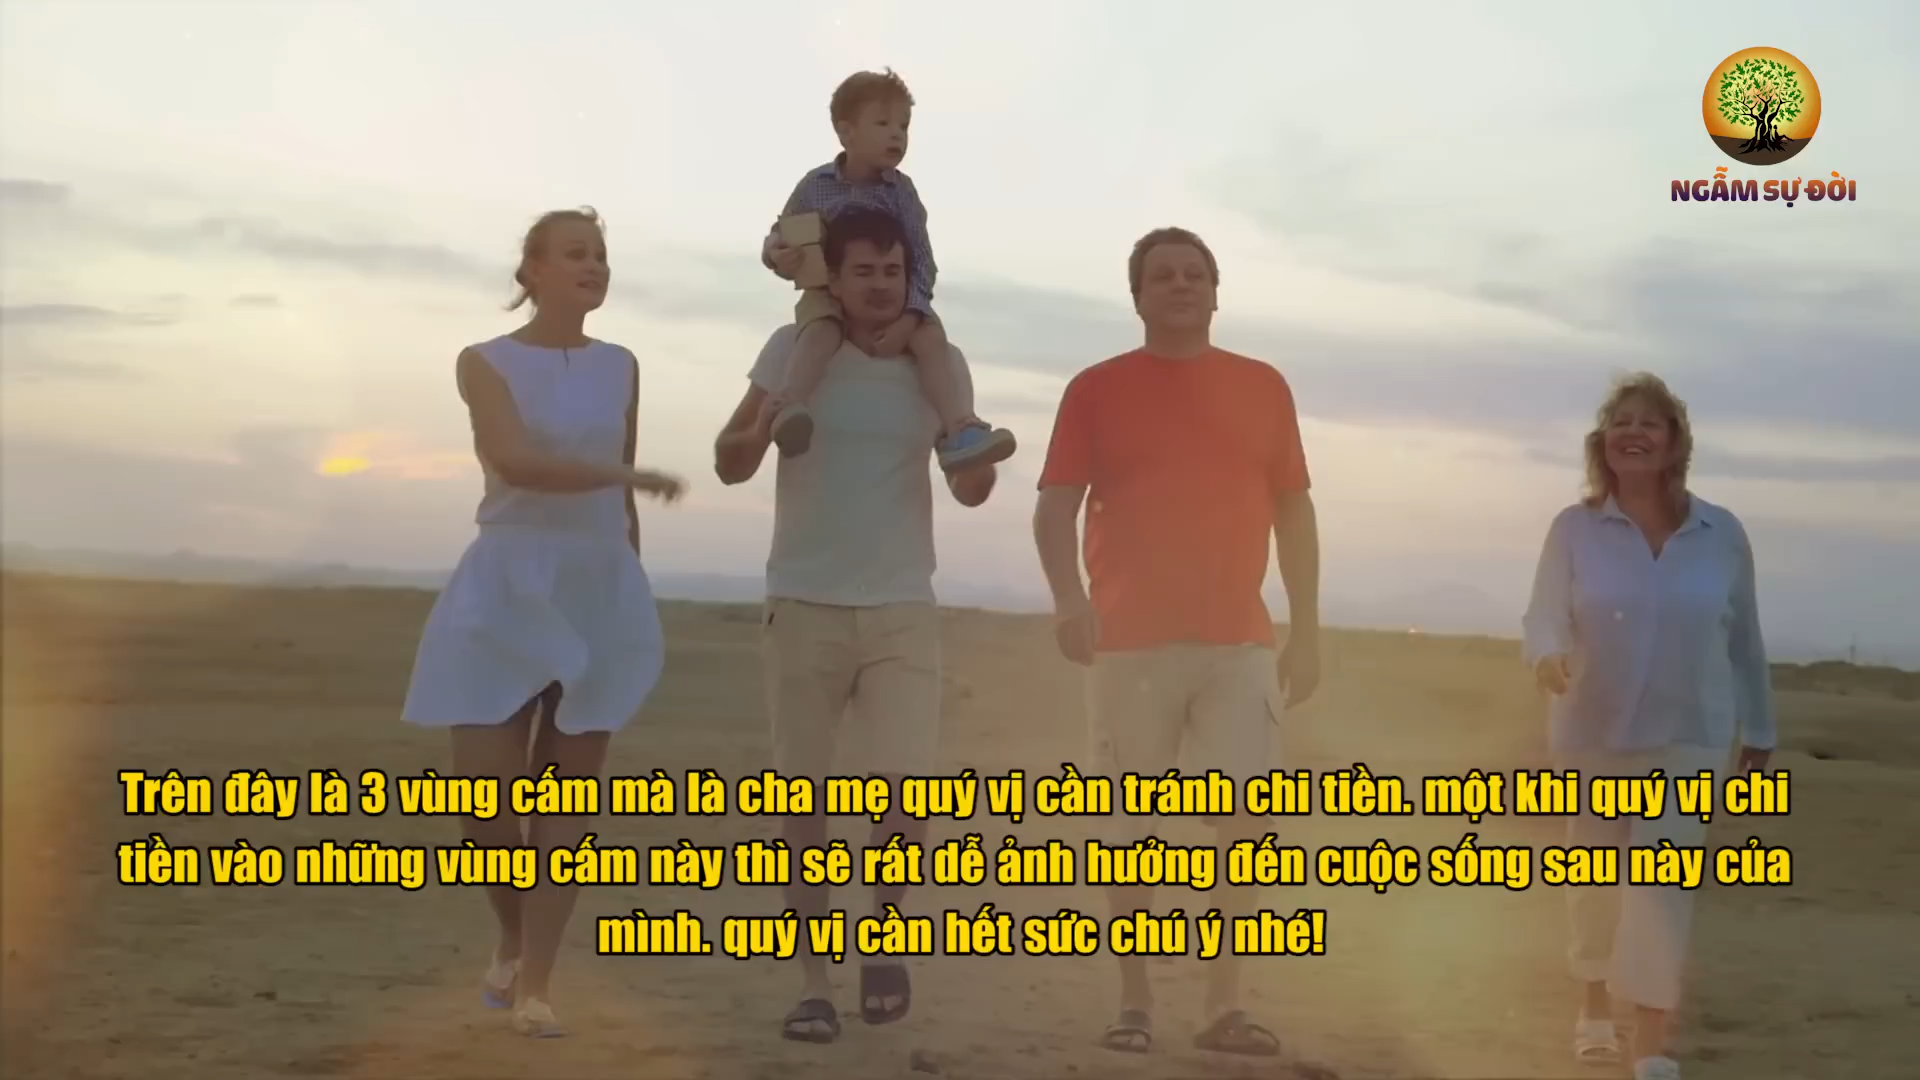 NGẪM SỰ ĐỜI
Trên đây là 3 vùng cấm mà là cha mẹ quý vị cần tránh chi tiền. một khi quý vị chi
tiền vào những vùng cấm này thì sẽ rất dễ ảnh hưởng đến cuộc sống sau này của
mình. quý vị cần hết sức chú ý nhé!